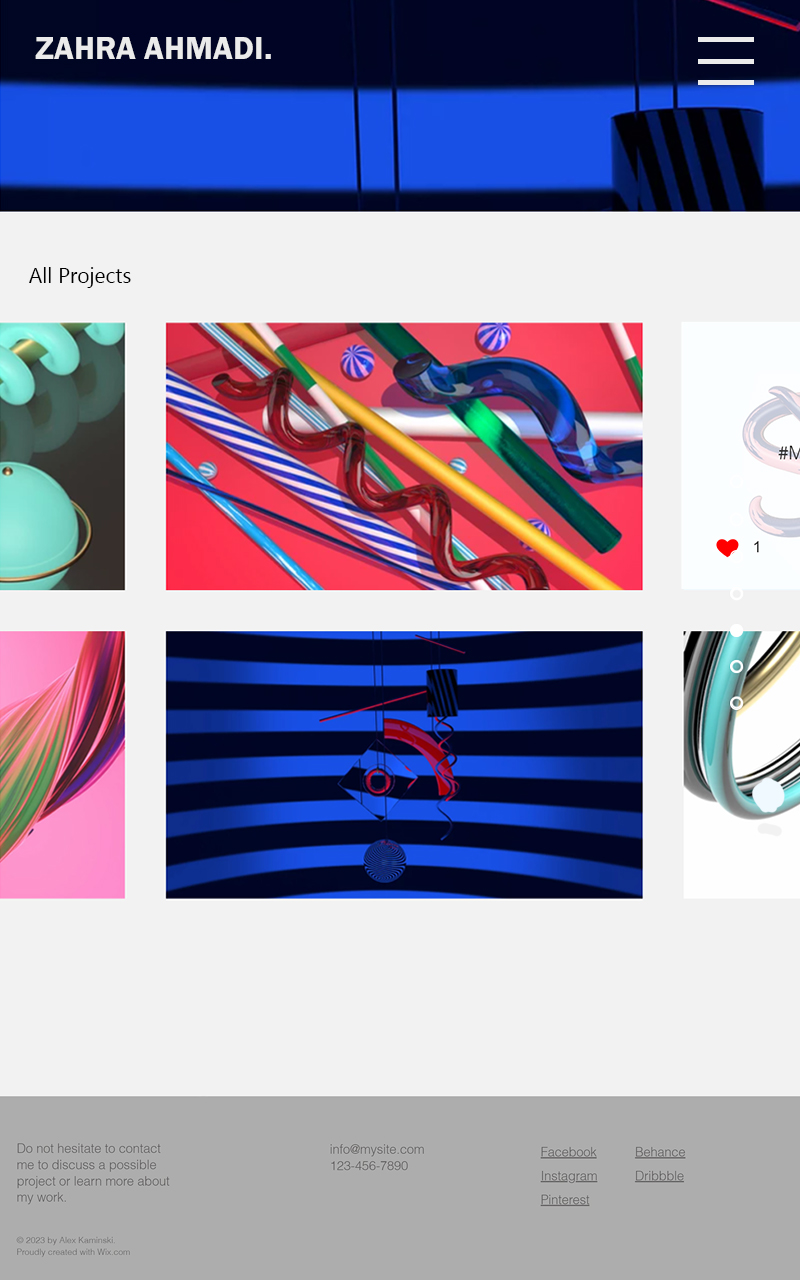 ZAHRA AHMADI.
All Projects
#M
1
Do not hesitate to contact
me to discuss a possible
project or learn more about
my work.
info@mysite.com
123-456-7890
Facebook
Behance
Instagram
Dribbble
Pinterest
© 2023 by Alex Kaminski.
Proudly created with Wix.com